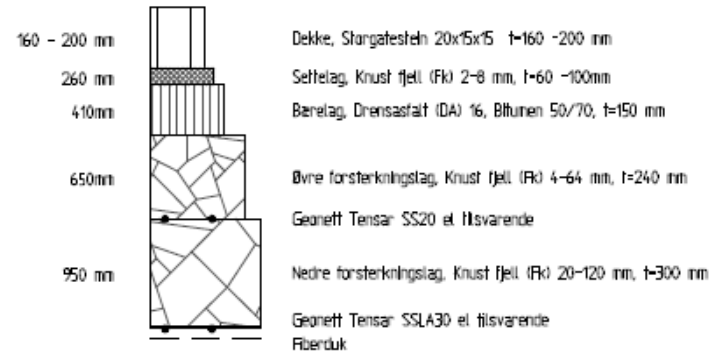 160 - 200 mm Dekke, Storgatestein 20x15x15 t=160 -200 mm
260 mm Settelag, Knust fjell (Fk) 2-8 mm, t=60 -100mm
410mm Bærelag, Drensasfalt (DA) 16, Bitumen 50/70, t=150 mm
650mm Øvre forsterkningslag, Knust fjell (Fk) 4-64 mm, t=240 mm
Geonett Tensar SS20 el tilsvarende
950 mm Nedre forsterkningslag, Knust fjell (Fk) 20-120 mm, t=300 mm
Geonett Tensar SSLA30 el tilsvarende
Fiberduk